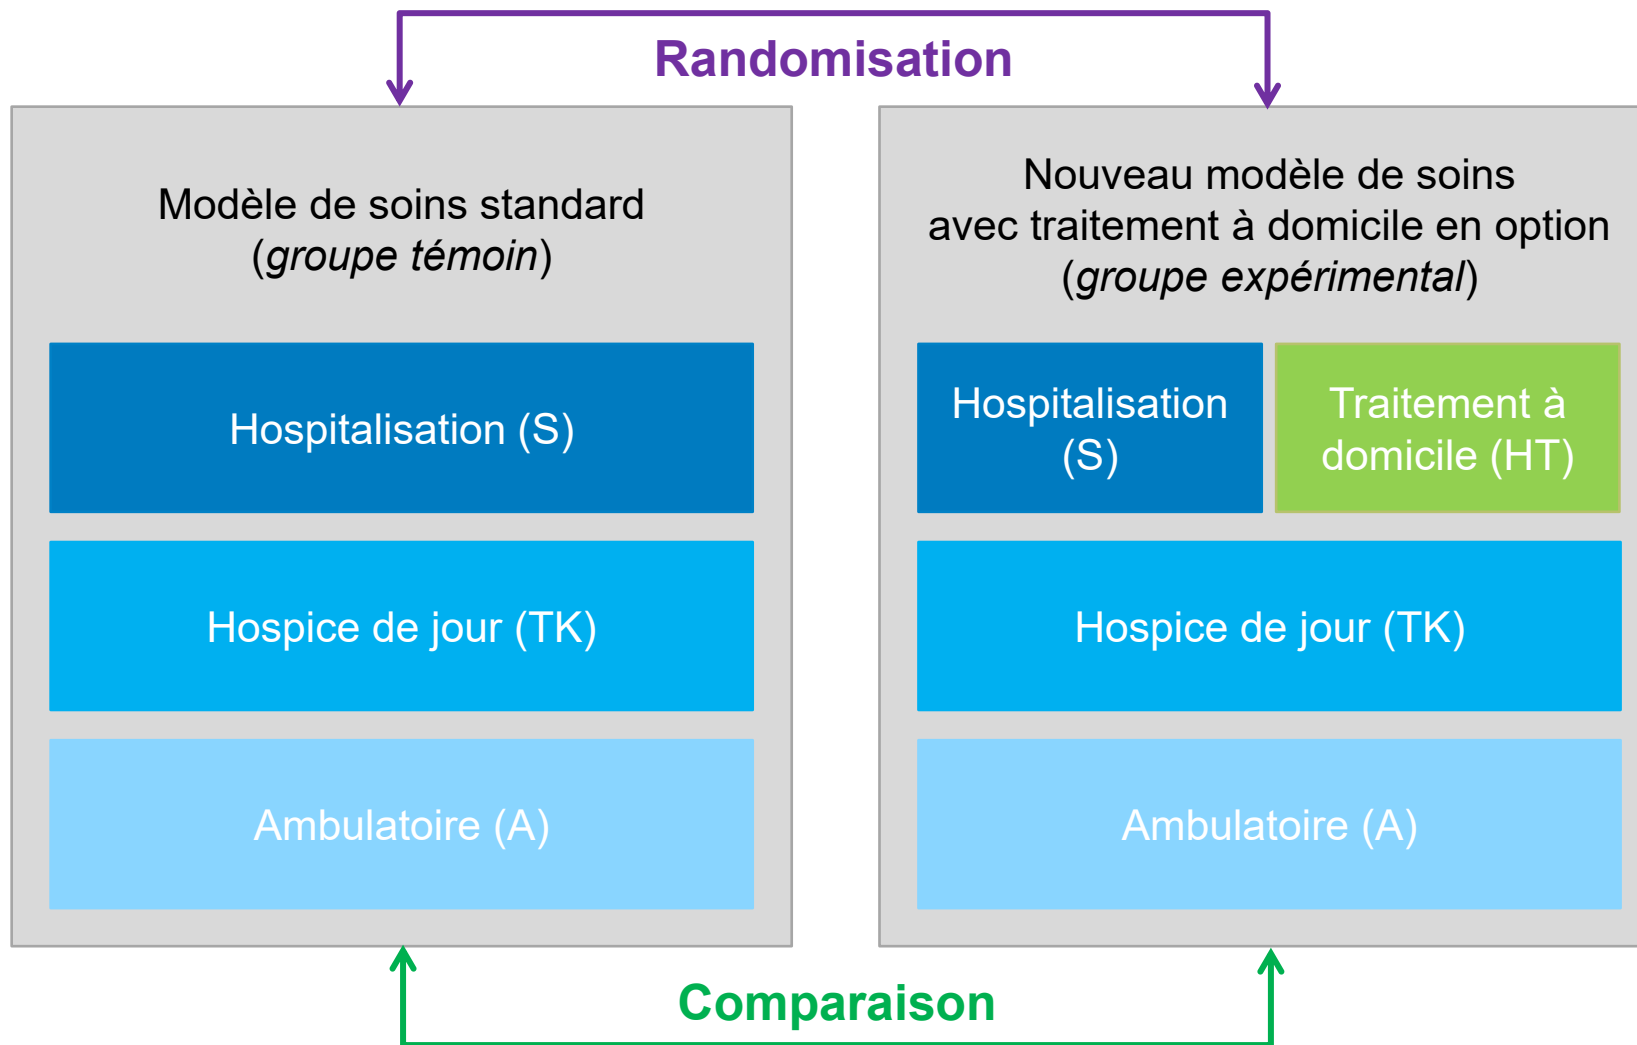 Randomisation
Modèle de soins standard
(groupe témoin)
Hospitalisation (S)
Hospice de jour (TK)
Ambulatoire (A)
Nouveau modèle de soins
avec traitement à domicile en option
(groupe expérimental)
Hospitalisation
(S)
Traitement à
domicile (HT)
Hospice de jour (TK)
Ambulatoire (A)
Comparaison